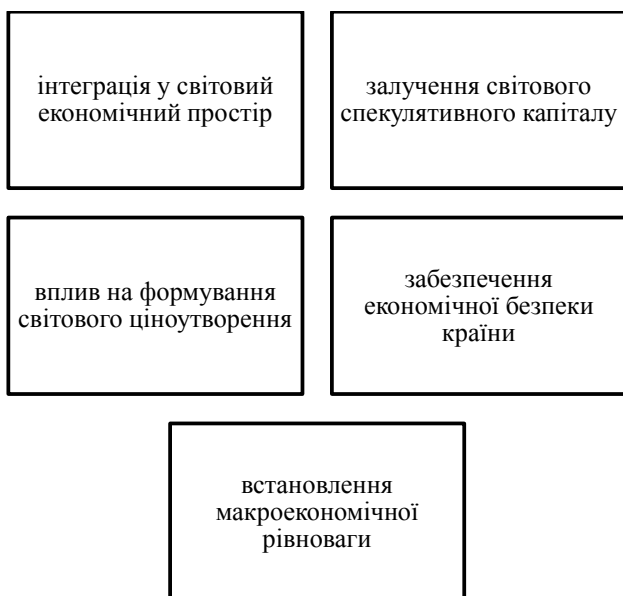 інтеграція у світовий
економічний простір
залучення світового
спекулятивного капіталу
вплив на формування
світового ціноутворення
забезпечення
економічної безпеки
країни
встановлення
макроекономічної
рівноваги